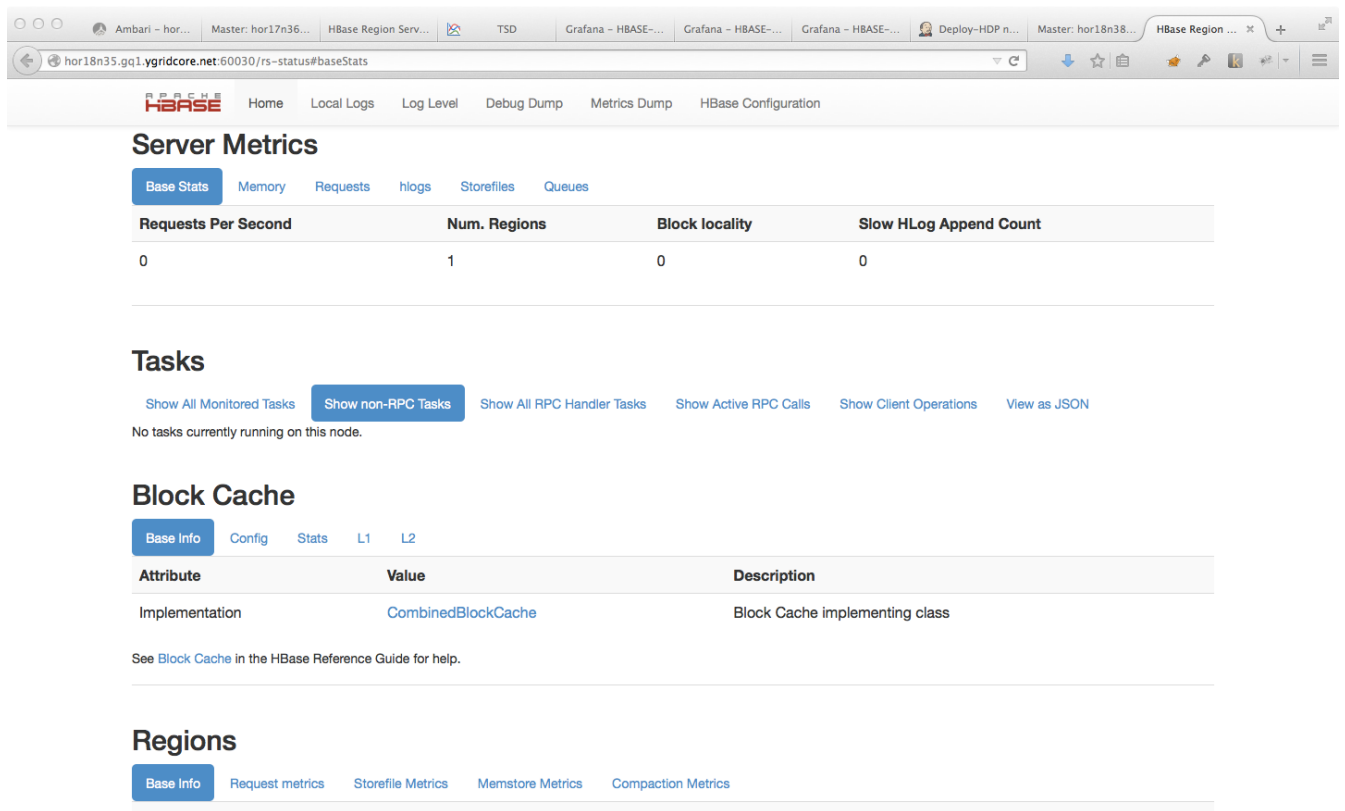 Ambari – hor...
Master: hor17n36...
HBase Region Serv...
TSD
Grafana – HBASE-...
Grafana – HBASE-...
Grafana – HBASE-...
Deploy-HDP n...
Master: hor18n38...
HBase Region ...
hor18n35.gq1.ygridcore.net:60030/rs-status#baseStats
APACHE
HBASE
Home Local Logs Log Level Debug Dump Metrics Dump HBase Configuration
Server Metrics
Base Stats Memory Requests hlogs Storefiles Queues
Requests Per Second Num. Regions Block locality Slow HLog Append Count
0 1 0 0
Tasks
Show All Monitored Tasks Show non-RPC Tasks Show All RPC Handler Tasks Show Active RPC Calls Show Client Operations View as JSON
No tasks currently running on this node.
Block Cache
Base Info Config Stats L1 L2
Attribute Value Description
Implementation CombinedBlockCache Block Cache implementing class
See Block Cache in the HBase Reference Guide for help.
Regions
Base Info Request metrics Storefile Metrics Memstore Metrics Compaction Metrics